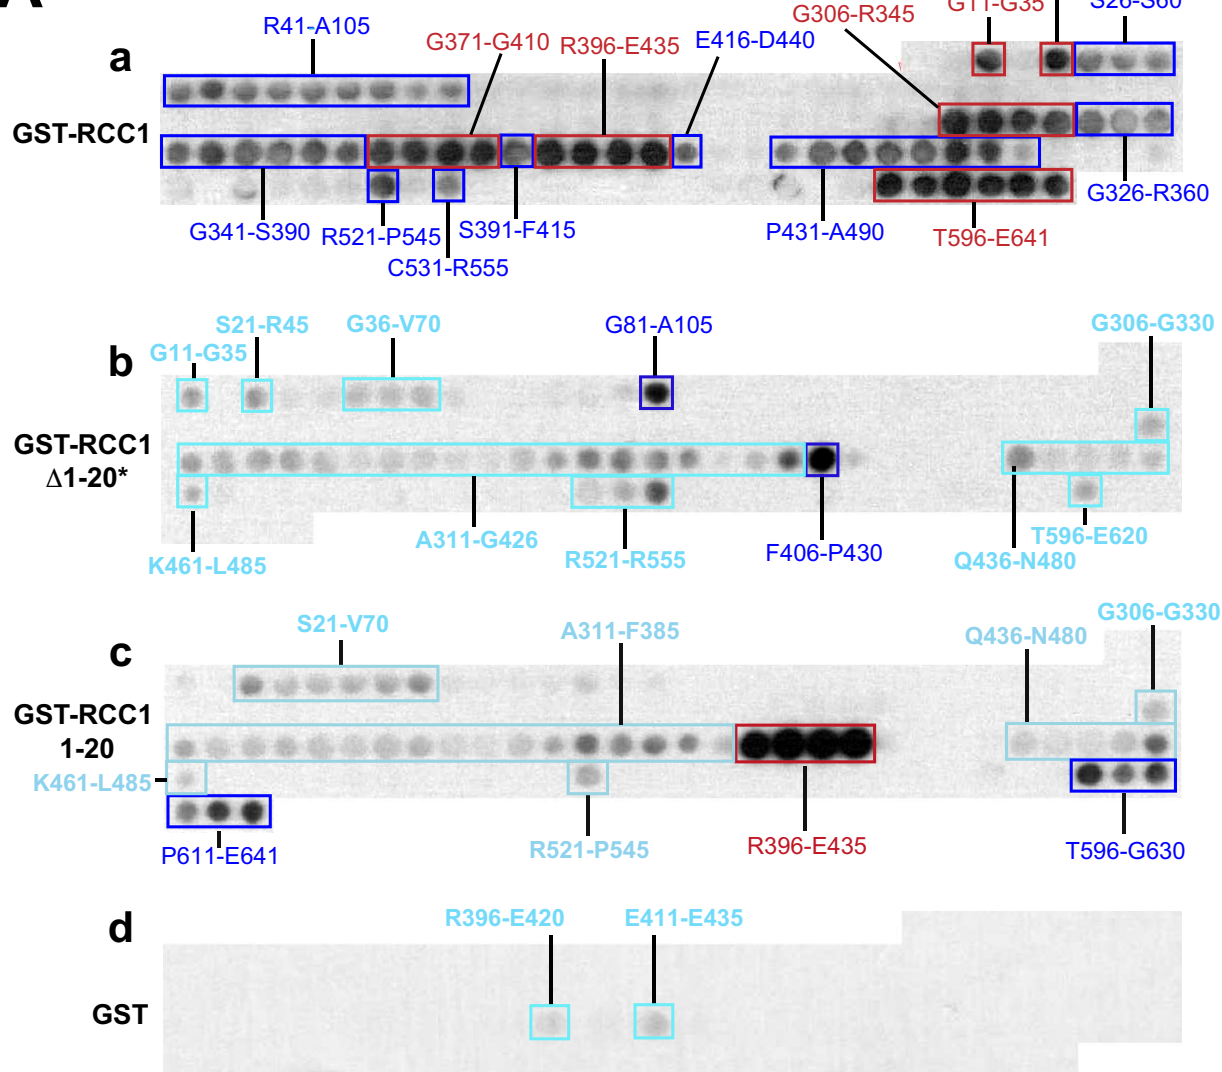 A
G11-G35
S26-S60
G306-R345
R41-A105
G371-G410
R396-E435
E416-D440
a
GST-RCC1
G341-S390
R521-P545
S391-F415
P431-A490
T596-E641
G326-R360
C531-R555
S21-R45
G36-V70
G81-A105
G306-G330
G11-G35
b
GST-RCC1
Δ1-20*
K461-L485
A311-G426
R521-R555
F406-P430
Q436-N480
T596-E620
S21-V70
A311-F385
Q436-N480
G306-G330
c
GST-RCC1
1-20
K461-L485
P611-E641
R521-P545
R396-E435
T596-G630
R396-E420
E411-E435
d
GST